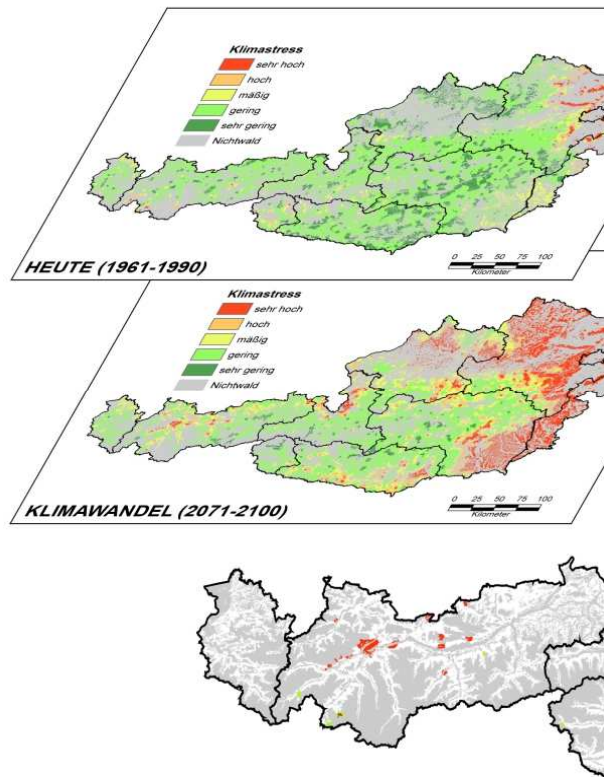 Klimastress
sehr hoch
hoch
mäßig
gering
sehr gering
Nichtwald
0 25 50 75 100
Kilometer
HEUTE (1961-1990)
Klimastress
sehr hoch
hoch
mäßig
gering
sehr gering
Nichtwald
0 25 50 75 100
Kilometer
KLIMAWANDEL (2071-2100)